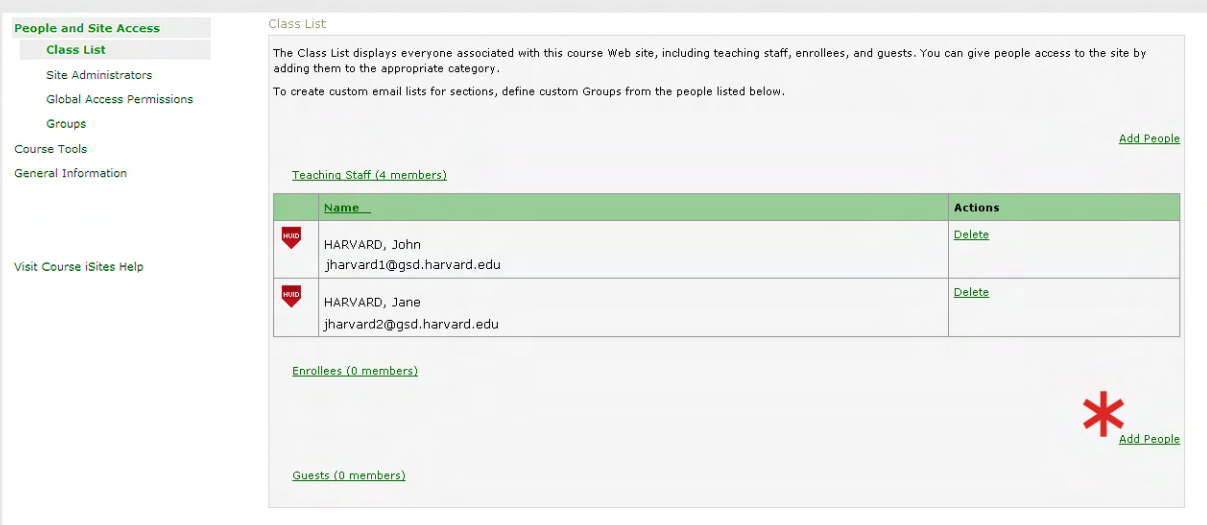 People and Site Access
Class List
Site Administrators
Global Access Permissions
Groups
Course Tools
General Information
Visit Course iSites Help
Class List
The Class List displays everyone associated with this course Web site, including teaching staff, enrollees, and guests. You can give people access to the site by
adding them to the appropriate category.
To create custom email lists for sections, define custom Groups from the people listed below.
Add People
Teaching Staff (4 members)
Name Actions
HUID HARVARD, John Delete
jharvard1@gsd.harvard.edu
HUID HARVARD, Jane Delete
jharvard2@gsd.harvard.edu
Enrollees (0 members)
*
Add People
Guests (0 members)